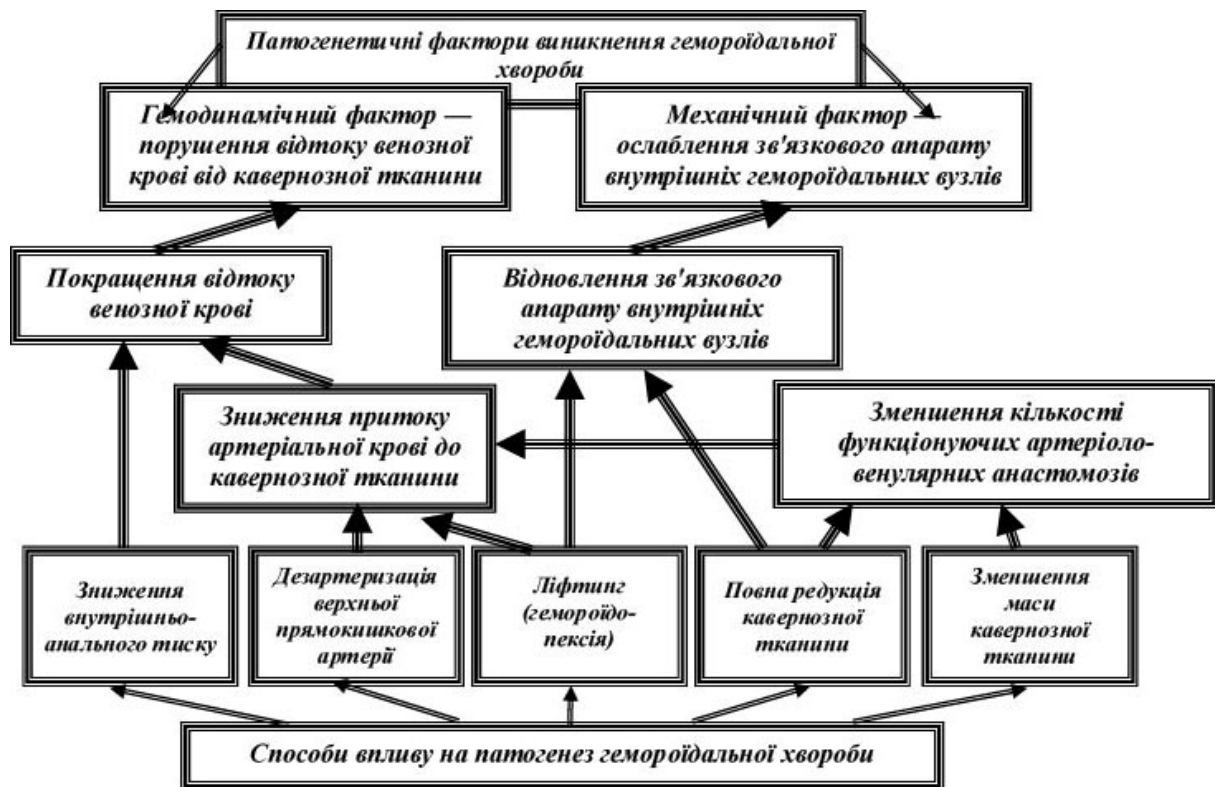 Патогенетичні фактори виникнення гемороїдальної
хвороби
Гемодинамічний фактор —
порушення відтоку венозної
крові від кавернозної тканини
Механічний фактор —
ослаблення зв'язкового апарату
внутрішніх гемороїдальних вузлів
Покращення відтоку
венозної крові
Відновлення зв'язкового
апарату внутрішніх
гемороїдальних вузлів
Зниження притоку
артеріальної крові до
кавернозної тканини
Зменшення кількості
функціонуючих артеріоло-
венулярних анастомозів
Зниження
внутрішньо-
анального тиску
Дезартеризація
верхньої
прямокишкової
артерії
Ліфтинг
(гемороїдо-
пексія)
Повна редукція
кавернозної
тканини
Зменшення
маси
кавернозної
тканини
Способи впливу на патогенез гемороїдальної хвороби